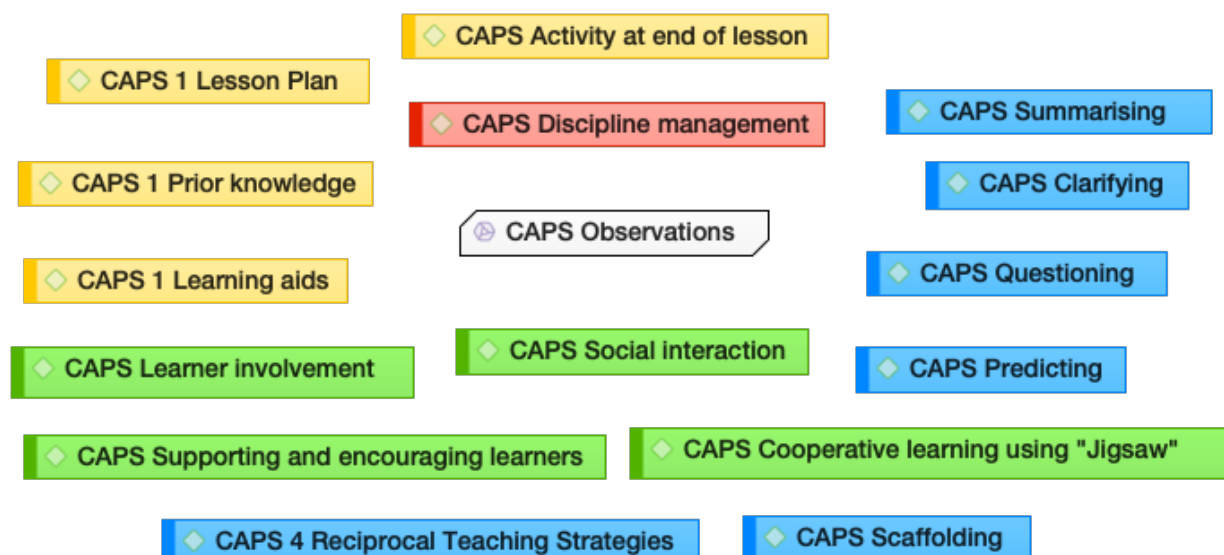 CAPS Activity at end of lesson
CAPS 1 Lesson Plan
CAPS Discipline management
CAPS Summarising
CAPS 1 Prior knowledge
CAPS Clarifying
CAPS Observations
CAPS 1 Learning aids
CAPS Questioning
CAPS Learner involvement
CAPS Social interaction
CAPS Predicting
CAPS Supporting and encouraging learners
CAPS Cooperative learning using "Jigsaw"
CAPS 4 Reciprocal Teaching Strategies
CAPS Scaffolding